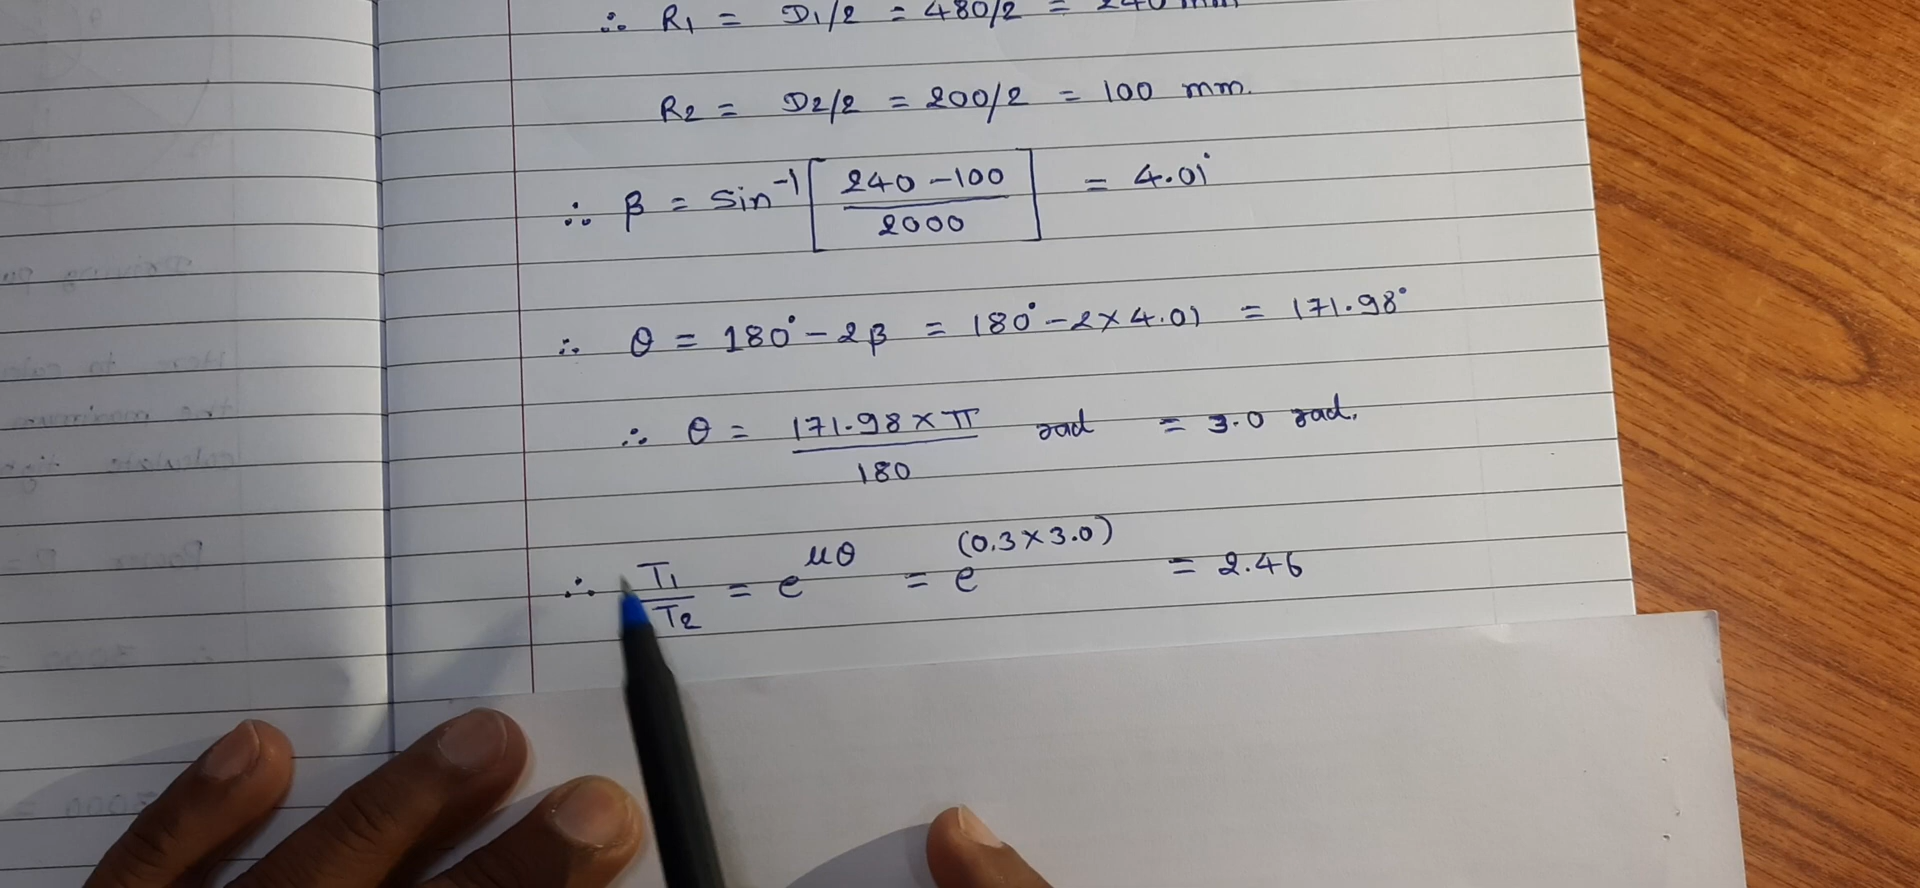 ∴ R1 = D1/2 = 480/2 = 240 mm
R2 = D2/2 = 200/2 = 100 mm.
∴ β = Sin⁻¹[(240-100)/2000] = 4.01°
∴ θ = 180° - 2β = 180° - 2×4.01 = 171.98°
∴ θ = (171.98×π)/180 rad = 3.0 rad.
∴ T1/T2 = e^μθ = e^(0.3×3.0) = 2.46